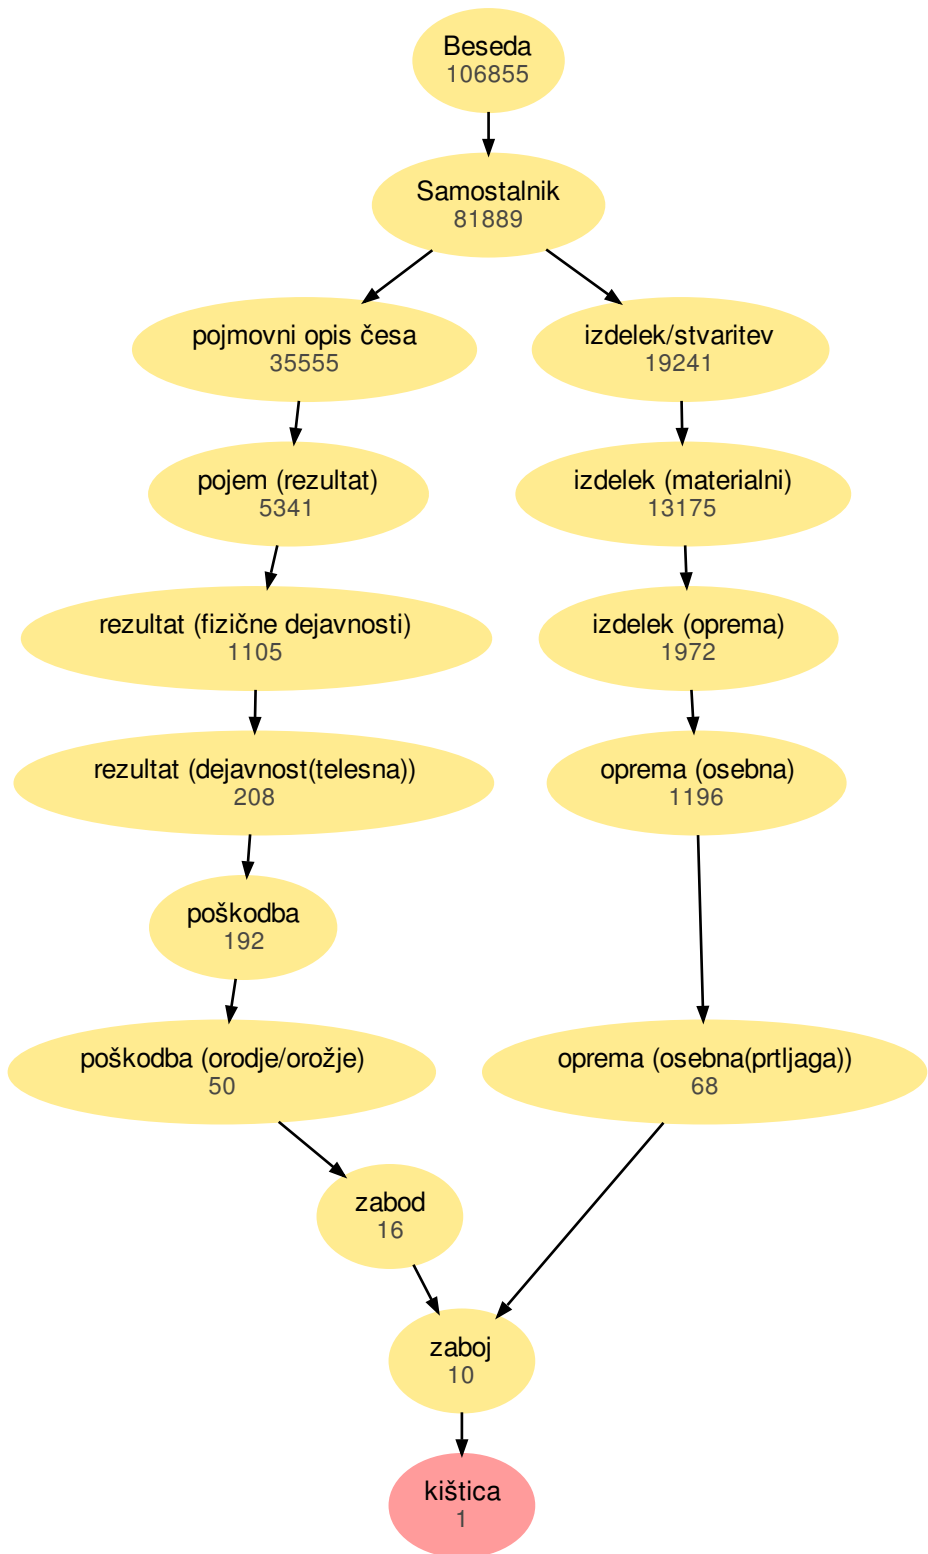 Beseda
106855
Samostalnik
81889
pojmovni opis česa
35555
izdelek/stvaritev
19241
pojem (rezultat)
5341
izdelek (materialni)
13175
rezultat (fizične dejavnosti)
1105
izdelek (oprema)
1972
rezultat (dejavnost(telesna))
208
oprema (osebna)
1196
poškodba
192
poškodba (orodje/orožje)
50
oprema (osebna(prtljaga))
68
zabod
16
zaboj
10
kištica
1